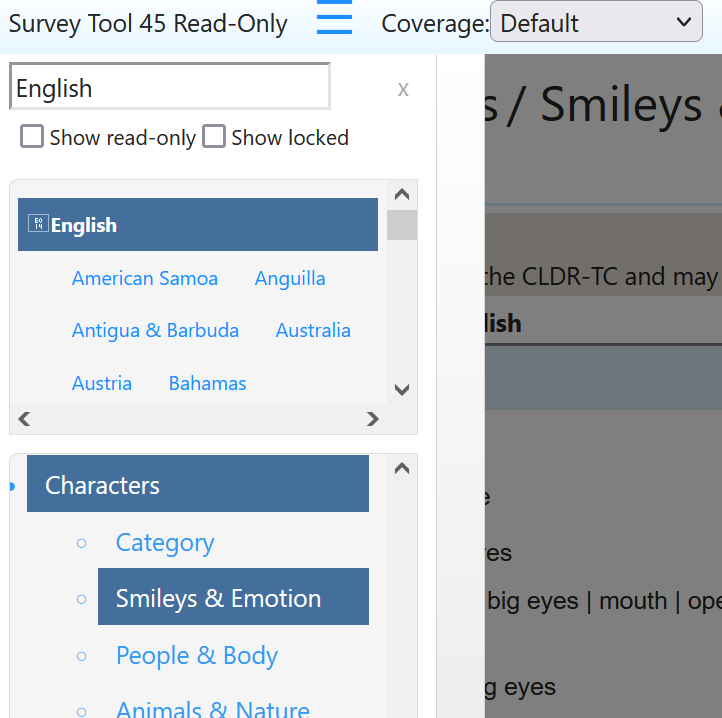 Survey Tool 45 Read-Only Coverage: Default
English x
Show read-only Show locked
English
American Samoa Anguilla
Antigua & Barbuda Australia
Austria Bahamas
Characters
Category
Smileys & Emotion
People & Body
Animals & Nature
s / Smileys &
the CLDR-TC and may
lish
e
es
big eyes | mouth | ope
g eyes